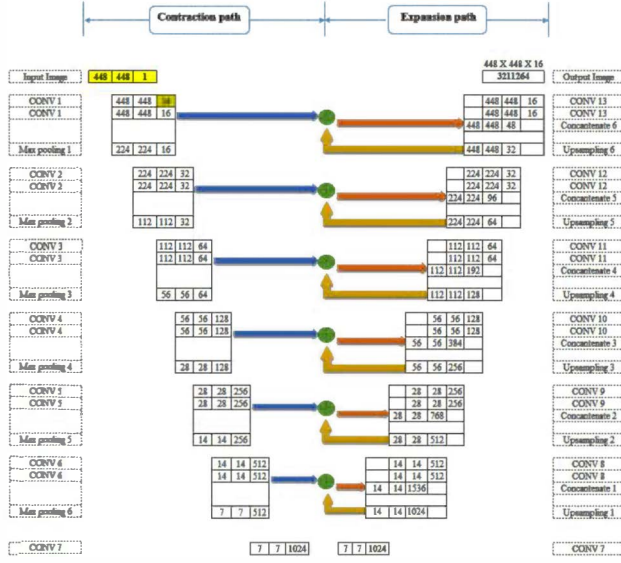 Contraction path Expansion path
448 X 448 X 16
Input Image 448 448 1 3211264 Output Image
CONV 1 448 448 448 448 16 CONV 13
CONV 1 448 448 16 448 448 16 CONV 13
448 448 48 Concatenate 6
Max pooling 1 224 224 16 448 448 32 Upsampling 6
CONV 2 224 224 32 224 224 32 CONV 12
CONV 2 224 224 32 224 224 32 CONV 12
224 224 96 Concatenate 5
Max pooling 2 112 112 32 224 224 64 Upsampling 5
CONV 3 112 112 64 112 112 64 CONV 11
CONV 3 112 112 64 112 112 64 CONV 11
112 112 192 Concatenate 4
Max pooling 3 56 56 64 112 112 128 Upsampling 4
CONV 4 56 56 128 56 56 128 CONV 10
CONV 4 56 56 128 56 56 128 CONV 10
56 56 384 Concatenate 3
Max pooling 4 28 28 128 56 56 256 Upsampling 3
CONV 5 28 28 256 28 28 256 CONV 9
CONV 5 28 28 256 28 28 256 CONV 9
28 28 768 Concatenate 2
Max pooling 5 14 14 256 28 28 512 Upsampling 2
CONV 6 14 14 512 14 14 512 CONV 8
CONV 6 14 14 512 14 14 512 CONV 8
14 14 1536 Concatenate 1
Max pooling 6 7 7 512 14 14 1024 Upsampling 1
CONV 7 7 7 1024 7 7 1024 CONV 7